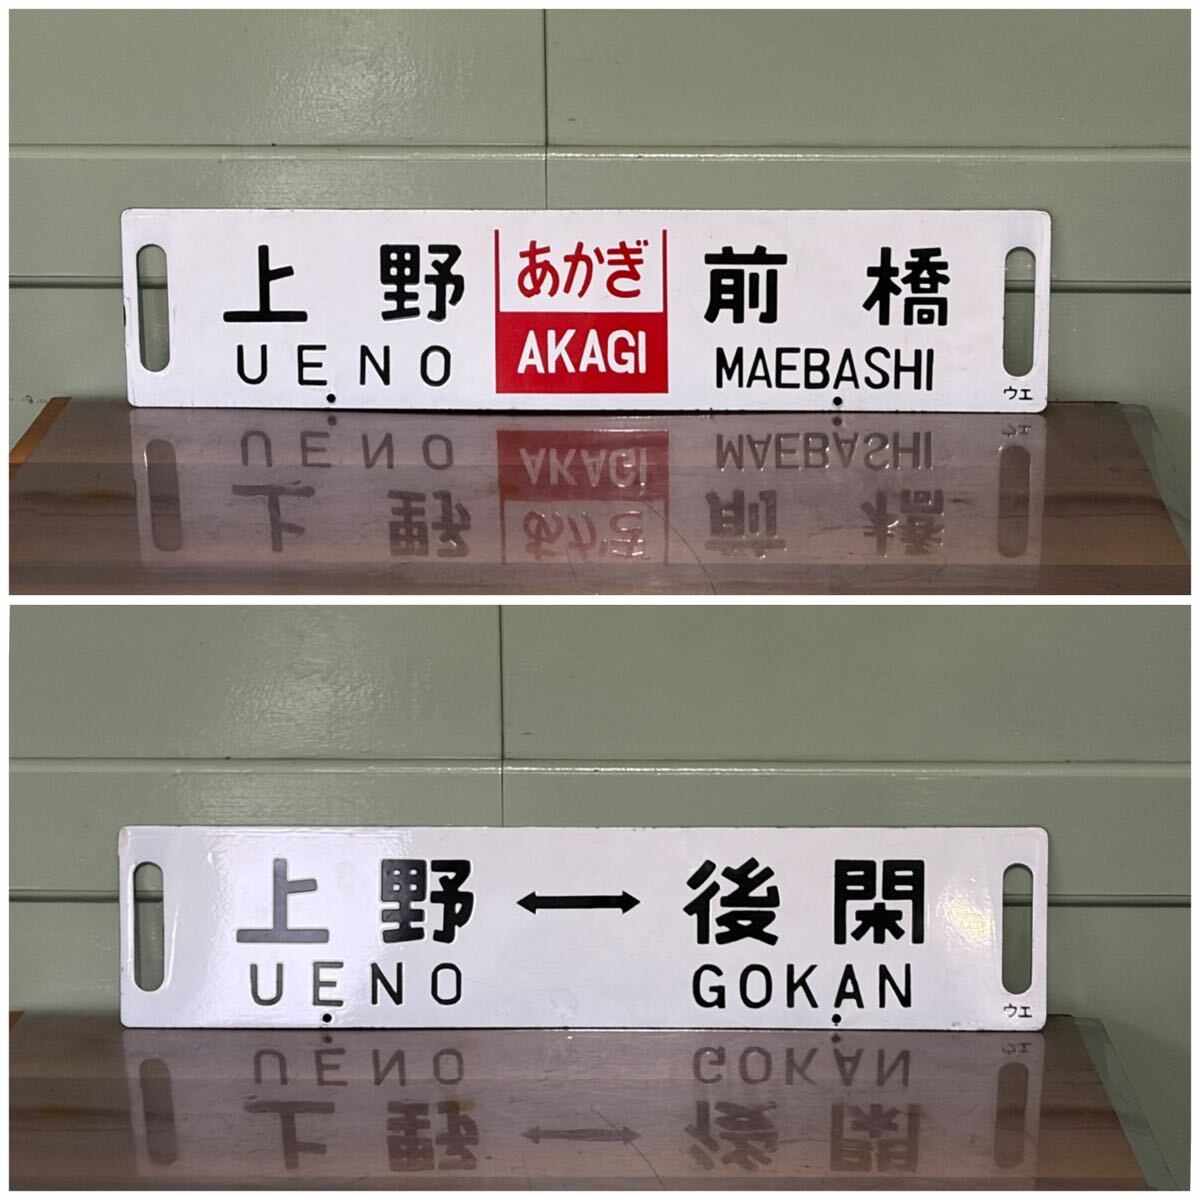 上野 あかぎ 前橋
UENO AKAGI MAEBASHI
ウエ
上野 ↔ 後閑
UENO GOKAN
ウエ